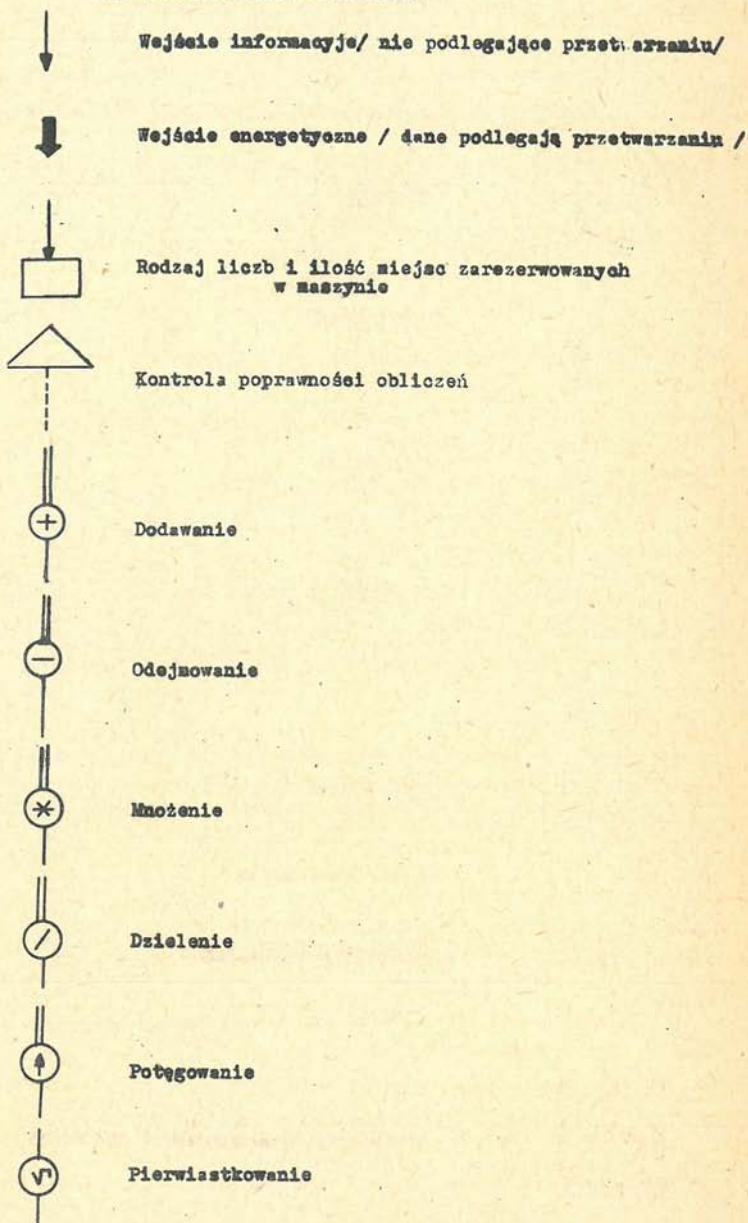 Wejście informacyje/ nie podlegające przetwarzaniu/
Wejście energetyczne / dane podlegają przetwarzaniu /
Rodzaj liczb i ilość miejsc zarezerwowanych
w maszynie
Kontrola poprawności obliczeń
+
Dodawanie
−
Odejmowanie
*
Mnożenie
/
Dzielenie
↑
Potęgowanie
√
Pierwiastkowanie